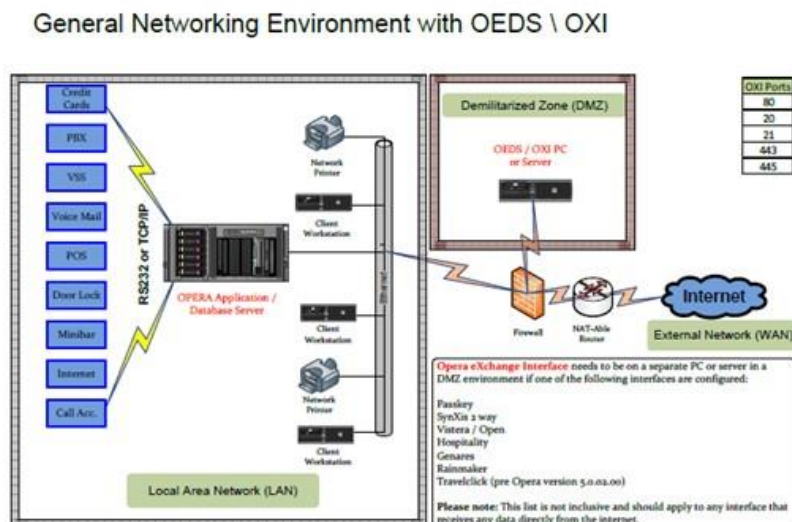 General Networking Environment with OEDS \ OXI
Credit
Cards
PBX
VSS
Voice Mail
POS
Door Lock
Minibar
Internet
Call Acc.
RS232 or TCP/IP
OPERA Application /
Database Server
Network
Printer
Client
Workstation
Ethernet
Client
Workstation
Network
Printer
Client
Workstation
Local Area Network (LAN)
Demilitarized Zone (DMZ)
OEDS / OXI PC
or Server
OXI Ports
80
20
21
443
445
Firewall
NAT-Able
Router
Internet
External Network (WAN)
Opera eXchange Interface needs to be on a separate PC or server in a
DMZ environment if one of the following interfaces are configured:
Passkey
SynXis 2 way
Vistera / Open
Hospitality
Genares
Rainmaker
Travelclick (pre Opera version 5.0.02.00)
Please note: This list is not inclusive and should apply to any interface that
receives any data directly from the internet.